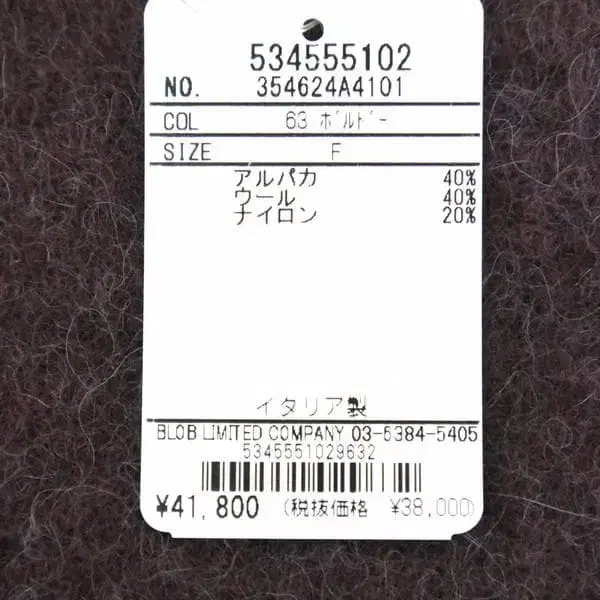 534555102
NO. 354624A4101
COL 63 ﾎﾞﾙﾄﾞｰ
SIZE F
アルパカ 40%
ウール 40%
ナイロン 20%
イタリア製
BLOB LIMITED COMPANY 03-6384-5405
5345551029632
¥41,800 (税抜価格 ¥38,000)